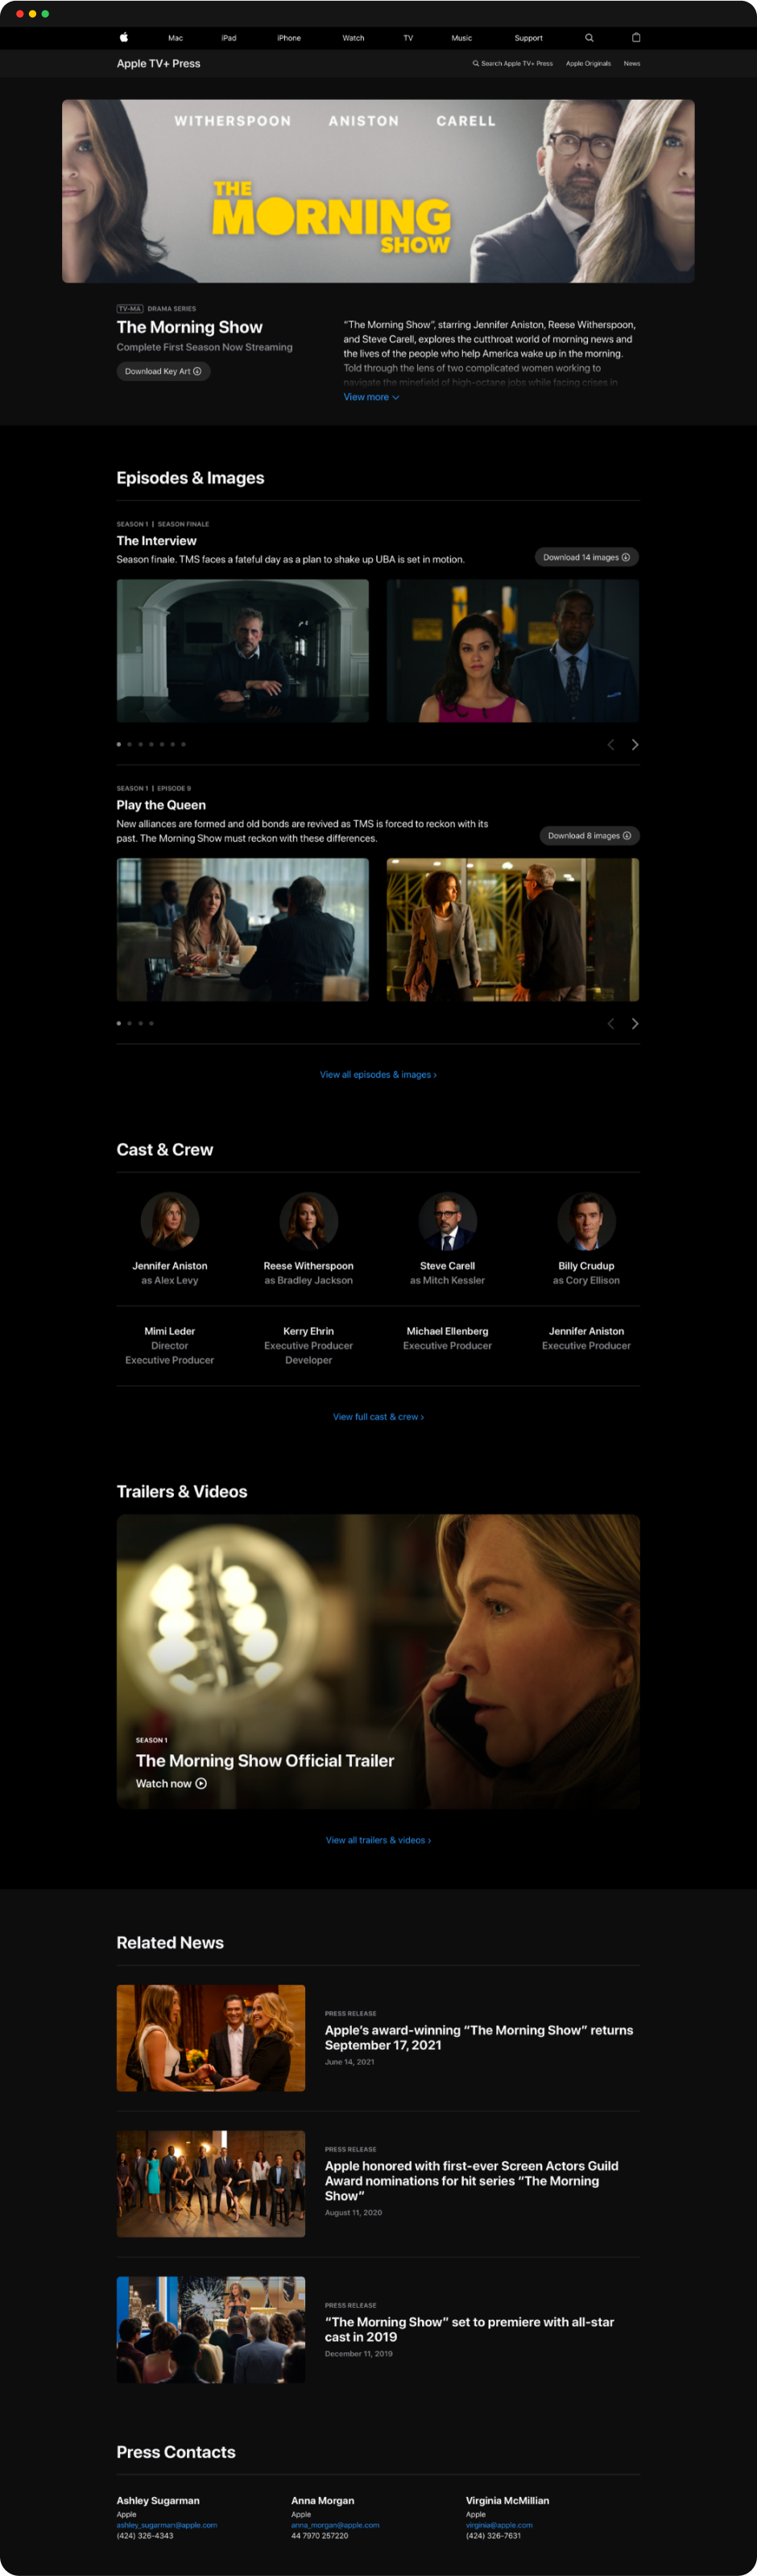 Mac iPad iPhone Watch TV Music Support
Apple TV+ Press
Search Apple TV+ Press Apple Originals News
WITHERSPOON ANISTON CARELL
THE
MORNING
SHOW
TV-MA DRAMA SERIES
The Morning Show
Complete First Season Now Streaming
Download Key Art
“The Morning Show”, starring Jennifer Aniston, Reese Witherspoon,
and Steve Carell, explores the cutthroat world of morning news and
the lives of the people who help America wake up in the morning.
Told through the lens of two complicated women working to
navigate the minefield of high-octane jobs while facing crises in
View more
Episodes & Images
SEASON 1 | SEASON FINALE
The Interview
Season finale. TMS faces a fateful day as a plan to shake up UBA is set in motion.
Download 14 images
SEASON 1 | EPISODE 9
Play the Queen
New alliances are formed and old bonds are revived as TMS is forced to reckon with its
past. The Morning Show must reckon with these differences.
Download 8 images
View all episodes & images ›
Cast & Crew
Jennifer Aniston
as Alex Levy
Reese Witherspoon
as Bradley Jackson
Steve Carell
as Mitch Kessler
Billy Crudup
as Cory Ellison
Mimi Leder
Director
Executive Producer
Kerry Ehrin
Executive Producer
Developer
Michael Ellenberg
Executive Producer
Jennifer Aniston
Executive Producer
View full cast & crew ›
Trailers & Videos
SEASON 1
The Morning Show Official Trailer
Watch now
View all trailers & videos ›
Related News
PRESS RELEASE
Apple’s award-winning “The Morning Show” returns
September 17, 2021
June 14, 2021
PRESS RELEASE
Apple honored with first-ever Screen Actors Guild
Award nominations for hit series “The Morning
Show”
August 11, 2020
PRESS RELEASE
“The Morning Show” set to premiere with all-star
cast in 2019
December 11, 2019
Press Contacts
Ashley Sugarman
Apple
ashley_sugarman@apple.com
(424) 326-4343
Anna Morgan
Apple
anna_morgan@apple.com
44 7970 257220
Virginia McMillian
Apple
virginia@apple.com
(424) 326-7631